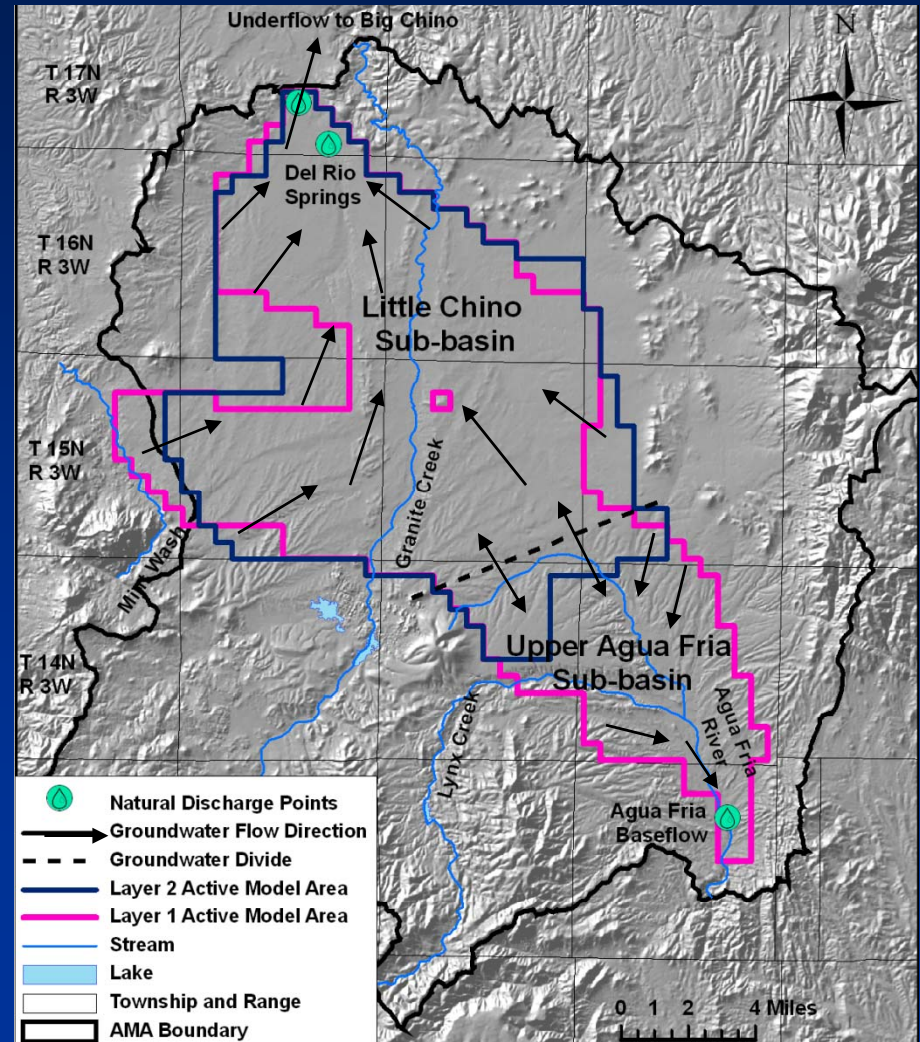 Underflow to Big Chino
N
T 17N
R 3W
Del Rio
Springs
T 16N
R 3W
Little Chino
Sub-basin
T 15N
R 3W
Granite Creek
Mint Wash
T 14N
R 3W
Upper Agua Fria
Sub-basin
Lynx Creek
Agua Fria
River
Agua Fria
Baseflow
Natural Discharge Points
Groundwater Flow Direction
Groundwater Divide
Layer 2 Active Model Area
Layer 1 Active Model Area
Stream
Lake
Township and Range
AMA Boundary
0 1 2 4 Miles